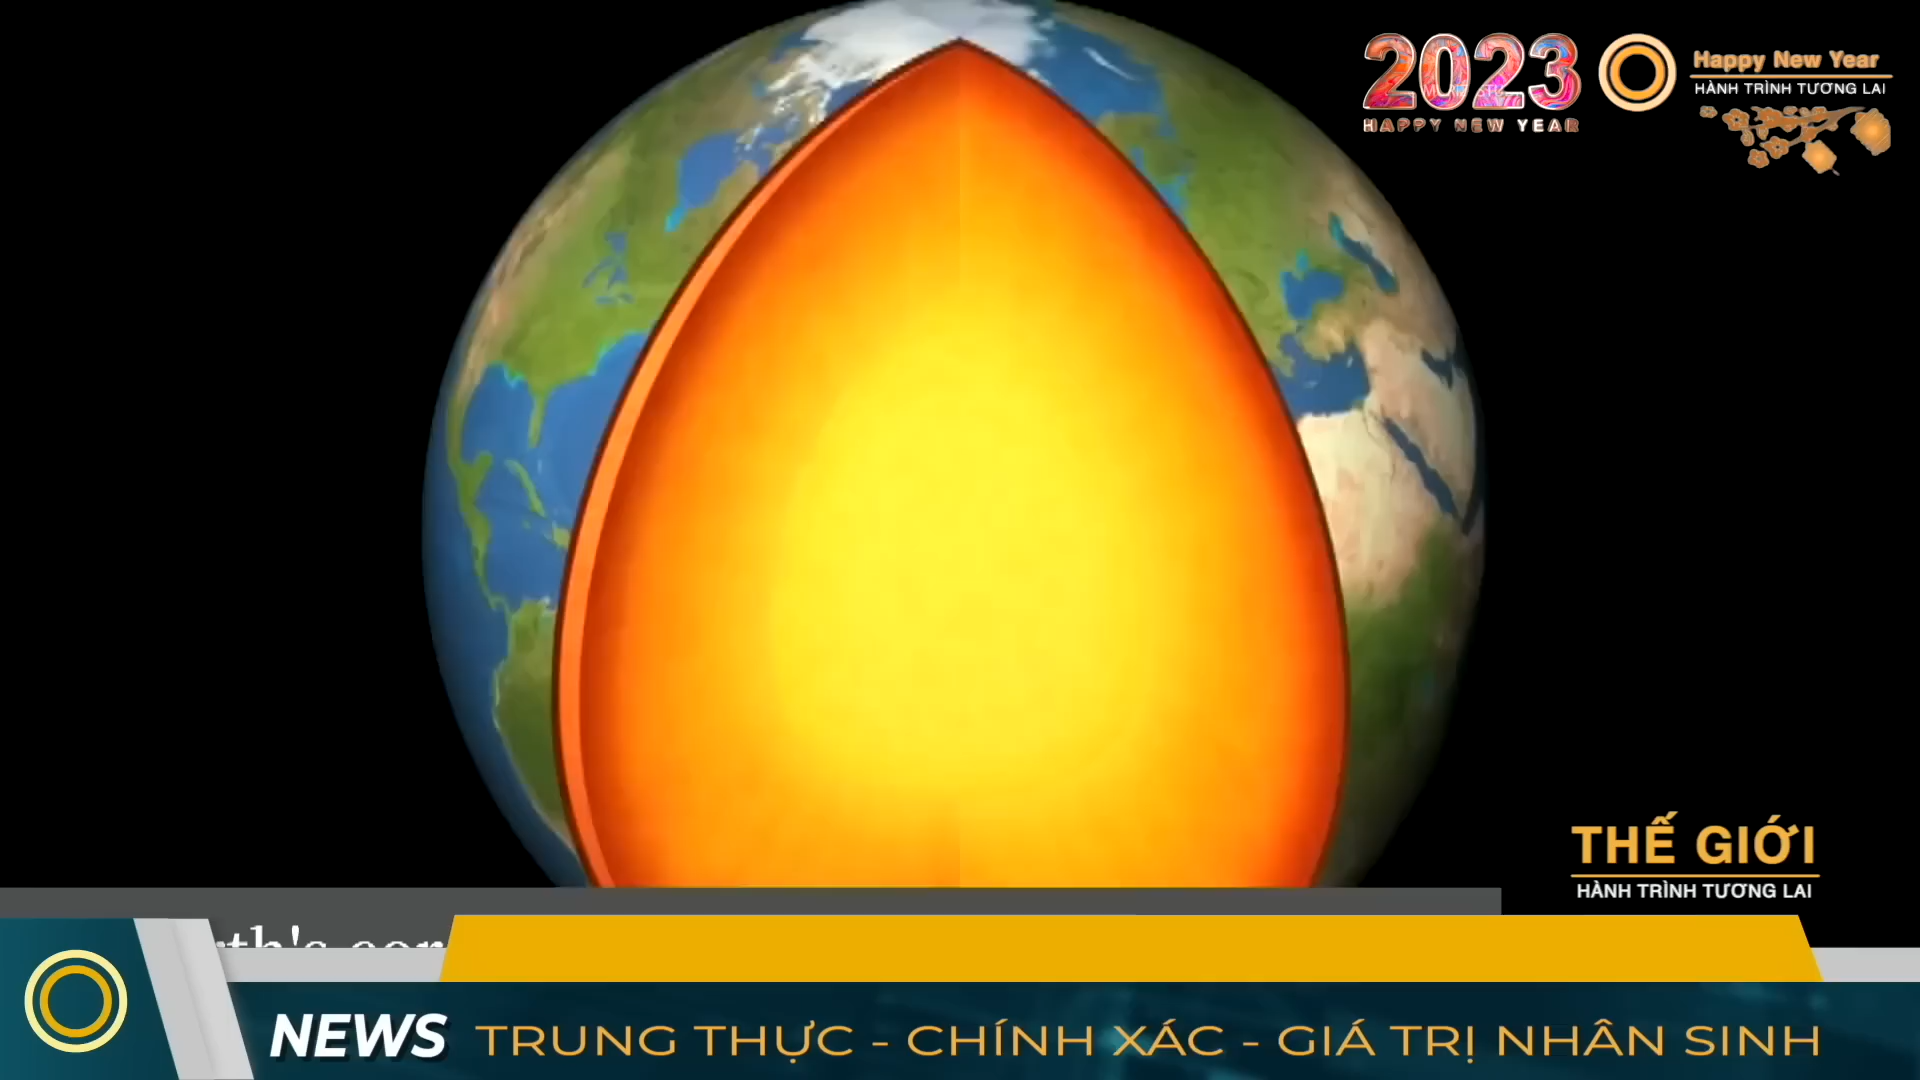 2023
HAPPY NEW YEAR
Happy New Year
HÀNH TRÌNH TƯƠNG LAI
THẾ GIỚI
HÀNH TRÌNH TƯƠNG LAI
NEWS
TRUNG THỰC - CHÍNH XÁC - GIÁ TRỊ NHÂN SINH